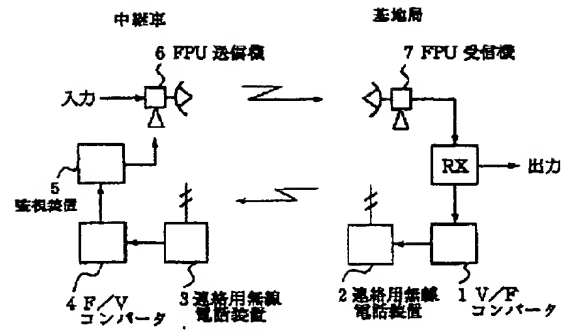 中継車
基地局
6 FPU 送信機
7 FPU 受信機
入力
RX
出力
5
監視装置
4 F/V
コンバータ
3 連絡用無線
電話装置
2 連絡用無線
電話装置
1 V/F
コンバータ